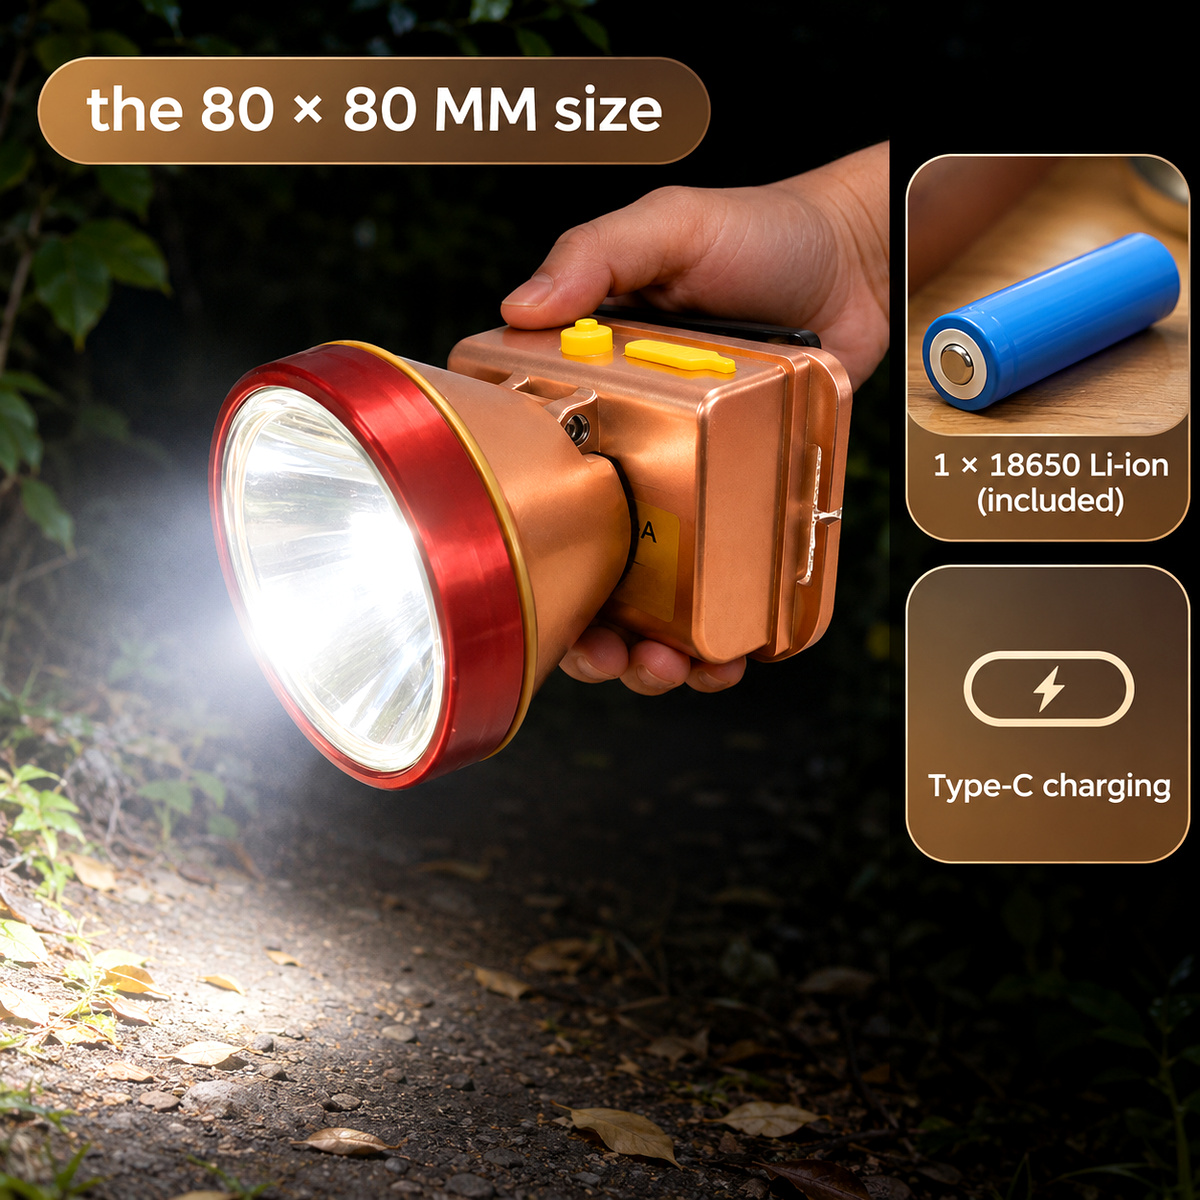 the 80 × 80 MM size
1 × 18650 Li-ion
(included)
Type-C charging
A